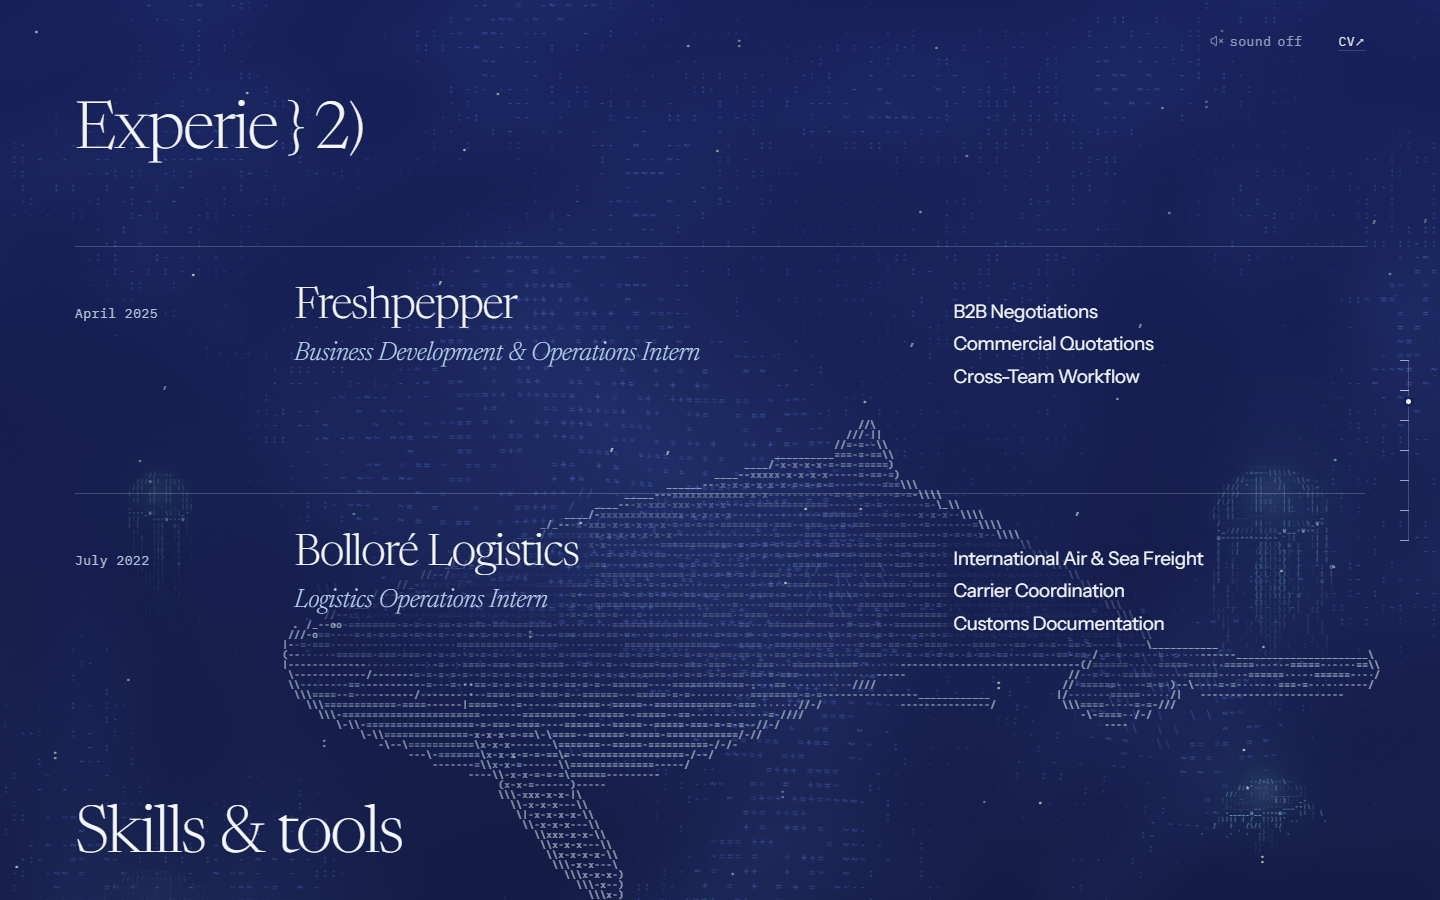 sound off
CV↗
Experie } 2)
April 2025
Freshpepper
Business Development & Operations Intern
B2B Negotiations
Commercial Quotations
Cross-Team Workflow
July 2022
Bolloré Logistics
Logistics Operations Intern
International Air & Sea Freight
Carrier Coordination
Customs Documentation
Skills & tools